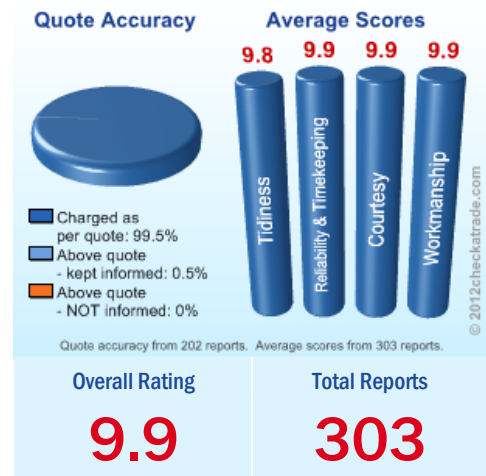 Quote Accuracy
Average Scores
9.8
9.9
9.9
9.9
Tidiness
Reliability & Timekeeping
Courtesy
Workmanship
Charged as
per quote: 99.5%
Above quote
- kept informed: 0.5%
Above quote
- NOT informed: 0%
© 2012checkatrade.com
Quote accuracy from 202 reports. Average scores from 303 reports.
Overall Rating
9.9
Total Reports
303